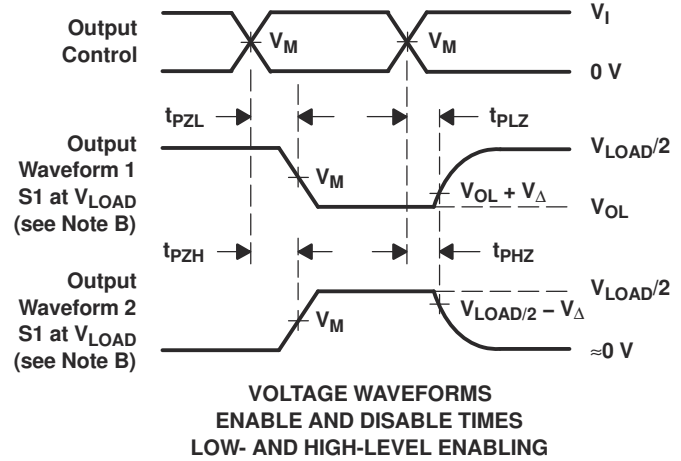 Output
Control
V_M
V_M
V_I
0 V
t_PZL
t_PLZ
Output
Waveform 1
S1 at V_LOAD
(see Note B)
V_M
V_OL + V_Δ
V_LOAD/2
V_OL
t_PZH
t_PHZ
Output
Waveform 2
S1 at V_LOAD
(see Note B)
V_M
V_LOAD/2 − V_Δ
V_LOAD/2
≈0 V
VOLTAGE WAVEFORMS
ENABLE AND DISABLE TIMES
LOW- AND HIGH-LEVEL ENABLING